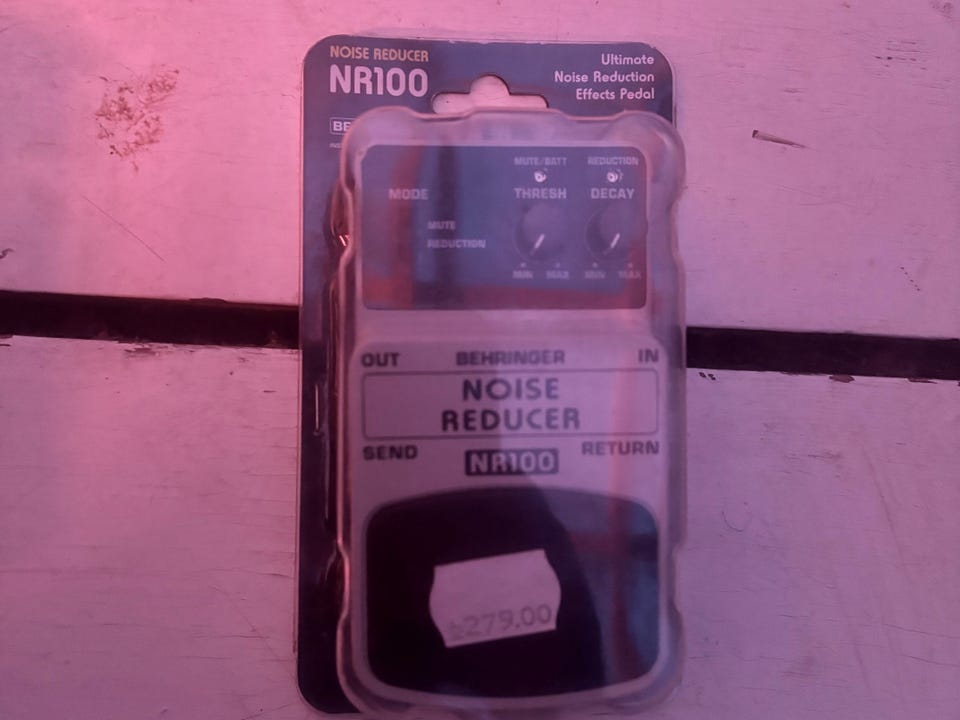 NOISE REDUCER
NR100
Ultimate
Noise Reduction
Effects Pedal
BE
MUTE/BATT REDUCTION
MODE THRESH DECAY
MUTE
REDUCTION
MIN MAX MIN MAX
OUT BEHRINGER IN
NOISE
REDUCER
SEND RETURN
NR100
₺279.00